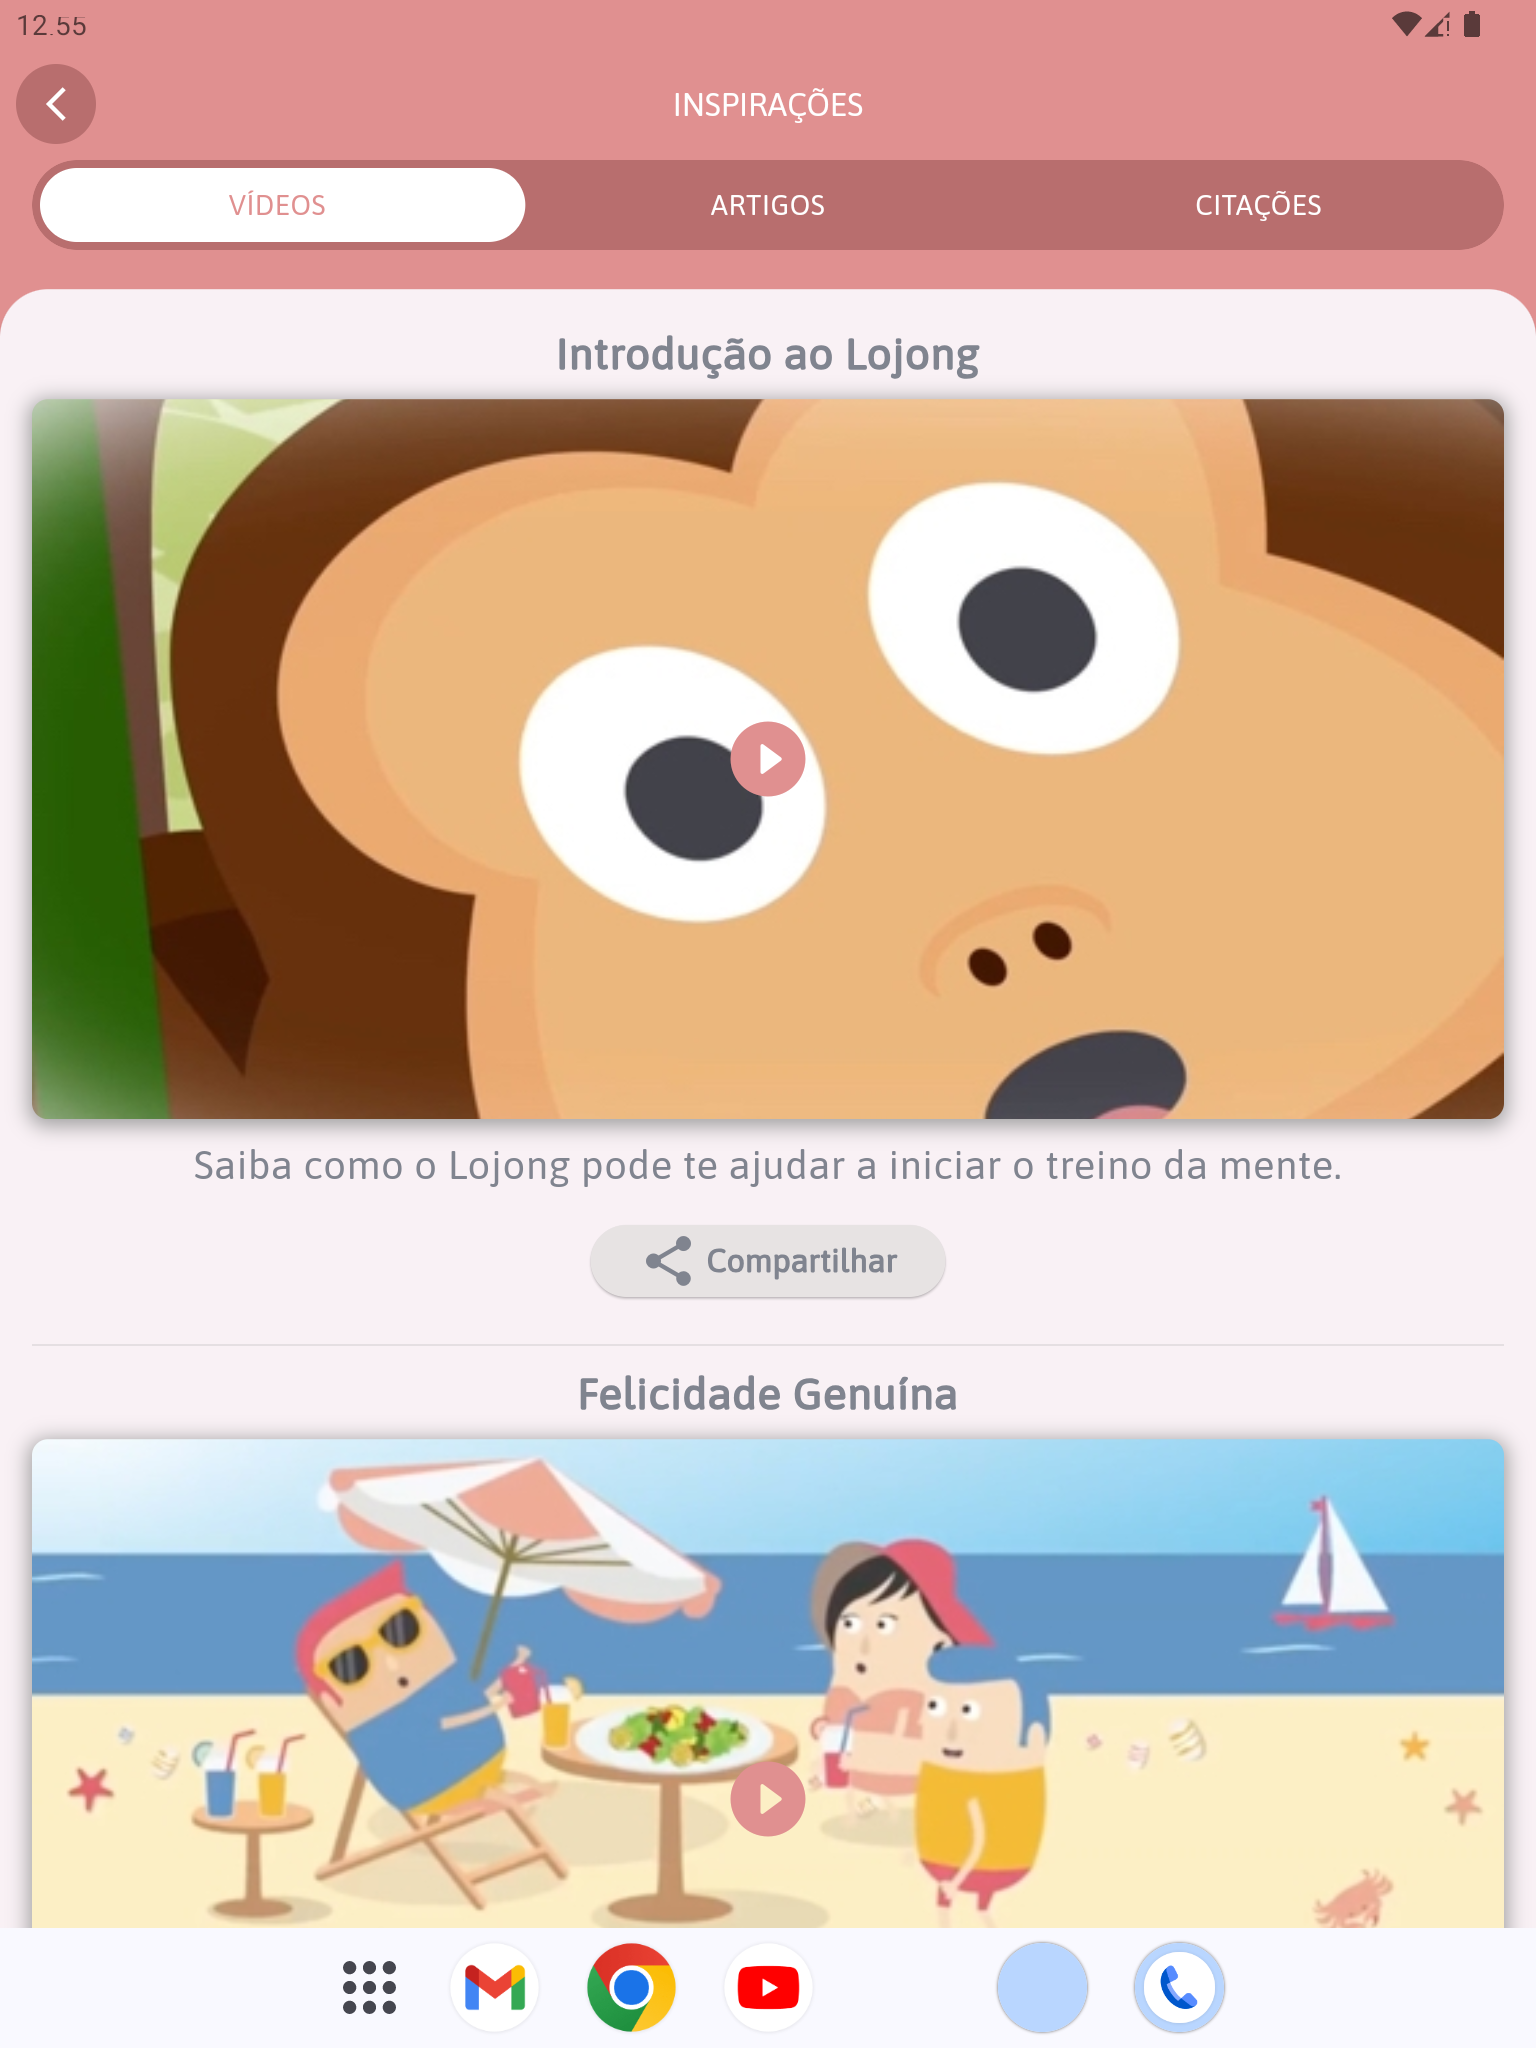 12.55
INSPIRAÇÕES
VÍDEOS
ARTIGOS
CITAÇÕES
Introdução ao Lojong
Saiba como o Lojong pode te ajudar a iniciar o treino da mente.
Compartilhar
Felicidade Genuína